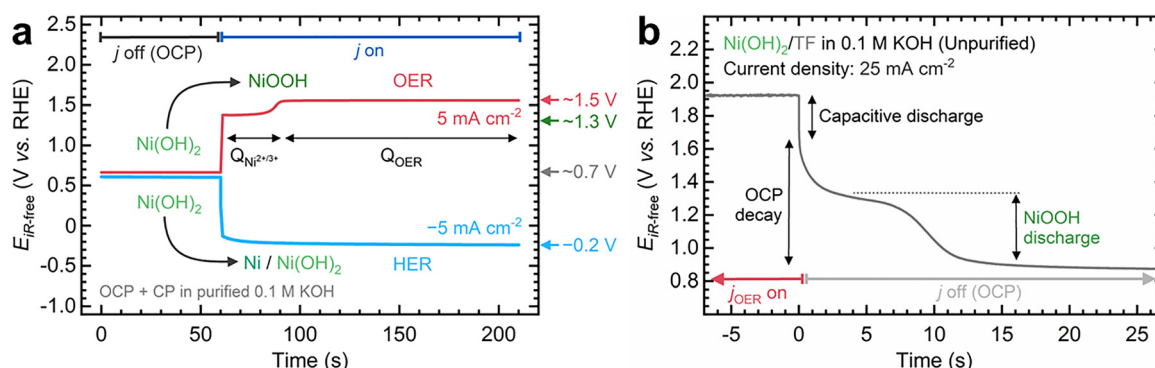 a
E_iR-free (V vs. RHE)
2.5
2.0
1.5
1.0
0.5
0
-0.5
-1.0
j off (OCP)
j on
NiOOH
OER
5 mA cm⁻²
Ni(OH)₂
Q_Ni²⁺/³⁺
Q_OER
Ni(OH)₂
−5 mA cm⁻²
Ni / Ni(OH)₂
HER
OCP + CP in purified 0.1 M KOH
~1.5 V
~1.3 V
~0.7 V
−0.2 V
0 50 100 150 200
Time (s)
b
E_iR-free (V vs. RHE)
2.2
2.0
1.8
1.6
1.4
1.2
1.0
0.8
Ni(OH)₂/TF in 0.1 M KOH (Unpurified)
Current density: 25 mA cm⁻²
Capacitive discharge
OCP
decay
NiOOH
discharge
j_OER on
j off (OCP)
-5 0 5 10 15 20 25
Time (s)